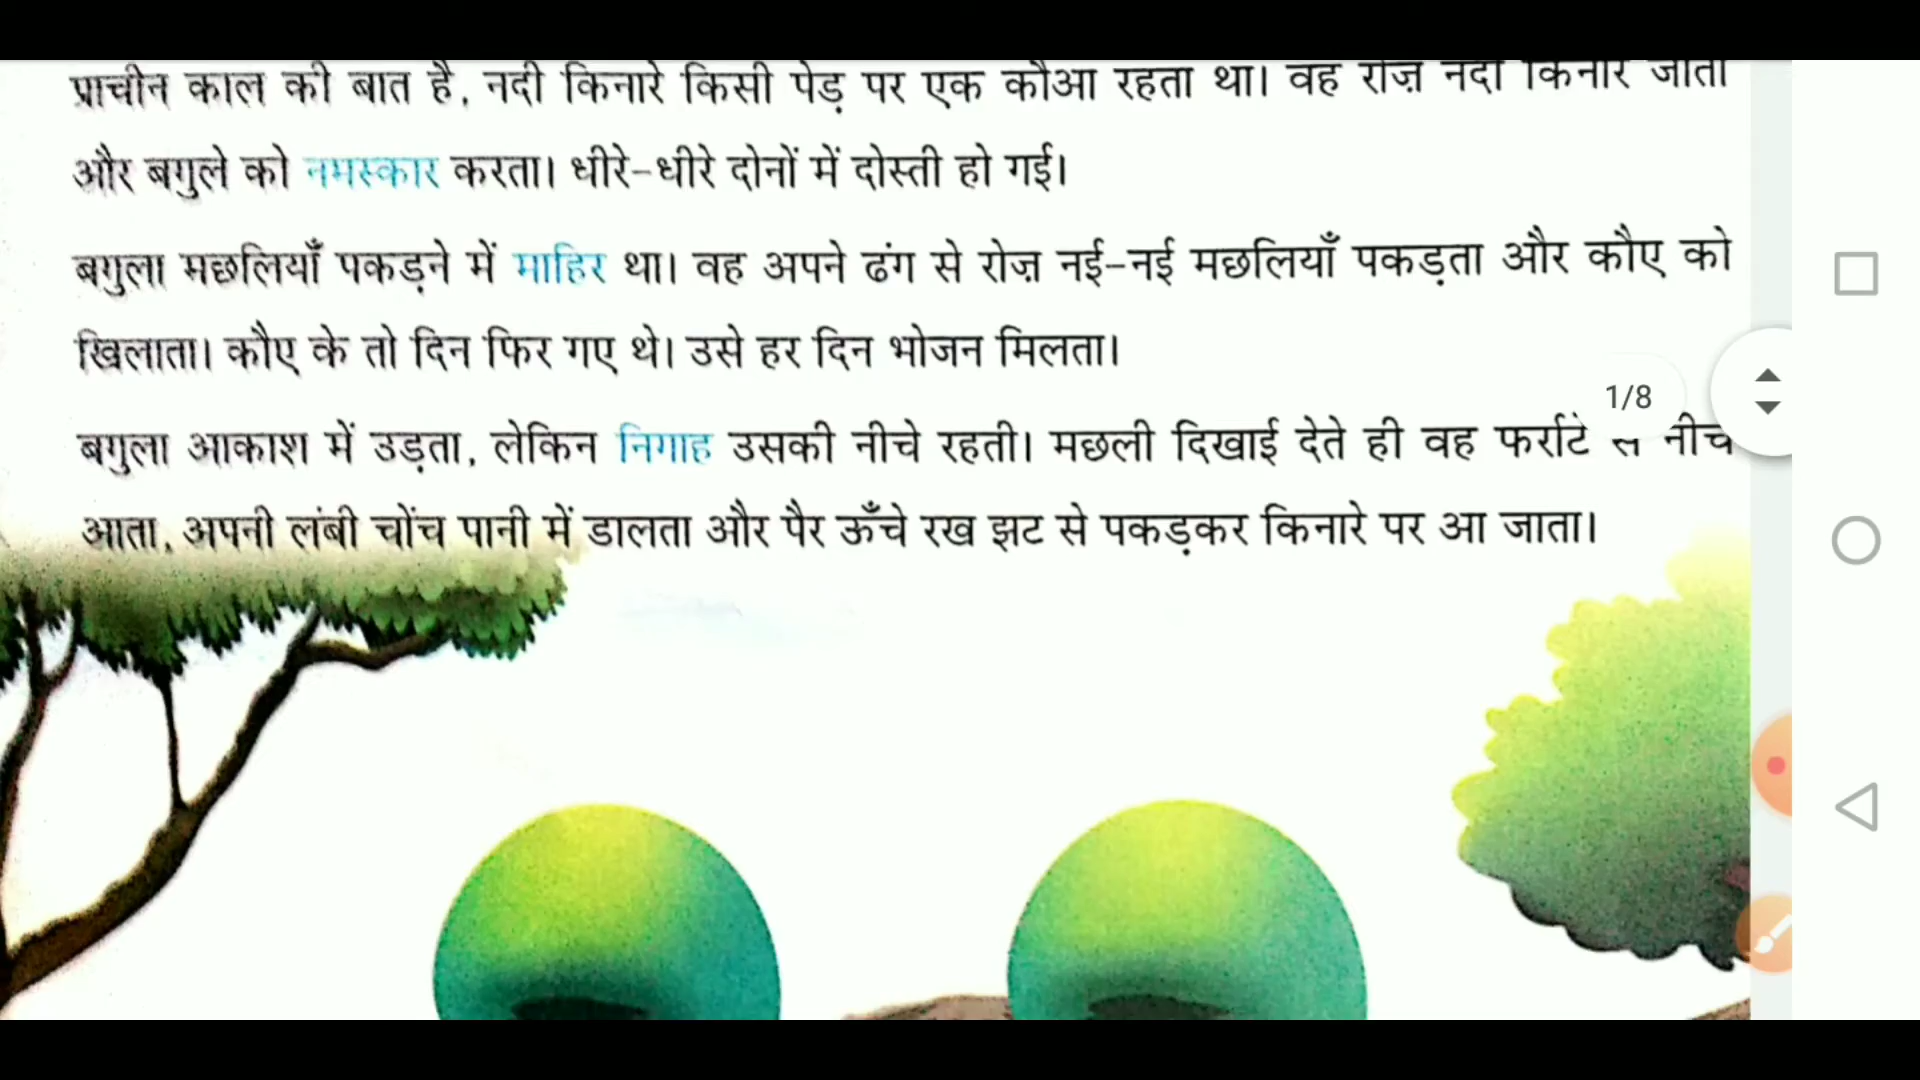 प्राचीन काल की बात है, नदी किनारे किसी पेड़ पर एक कौआ रहता था। वह रोज़ नदी किनारे जाता
और बगुले को नमस्कार करता। धीरे-धीरे दोनों में दोस्ती हो गई।
बगुला मछलियाँ पकड़ने में माहिर था। वह अपने ढंग से रोज़ नई-नई मछलियाँ पकड़ता और कौए को
खिलाता। कौए के तो दिन फिर गए थे। उसे हर दिन भोजन मिलता।
1/8
बगुला आकाश में उड़ता, लेकिन निगाह उसकी नीचे रहती। मछली दिखाई देते ही वह फर्राटे से नीचे
आता, अपनी लंबी चोंच पानी में डालता और पैर ऊँचे रख झट से पकड़कर किनारे पर आ जाता।